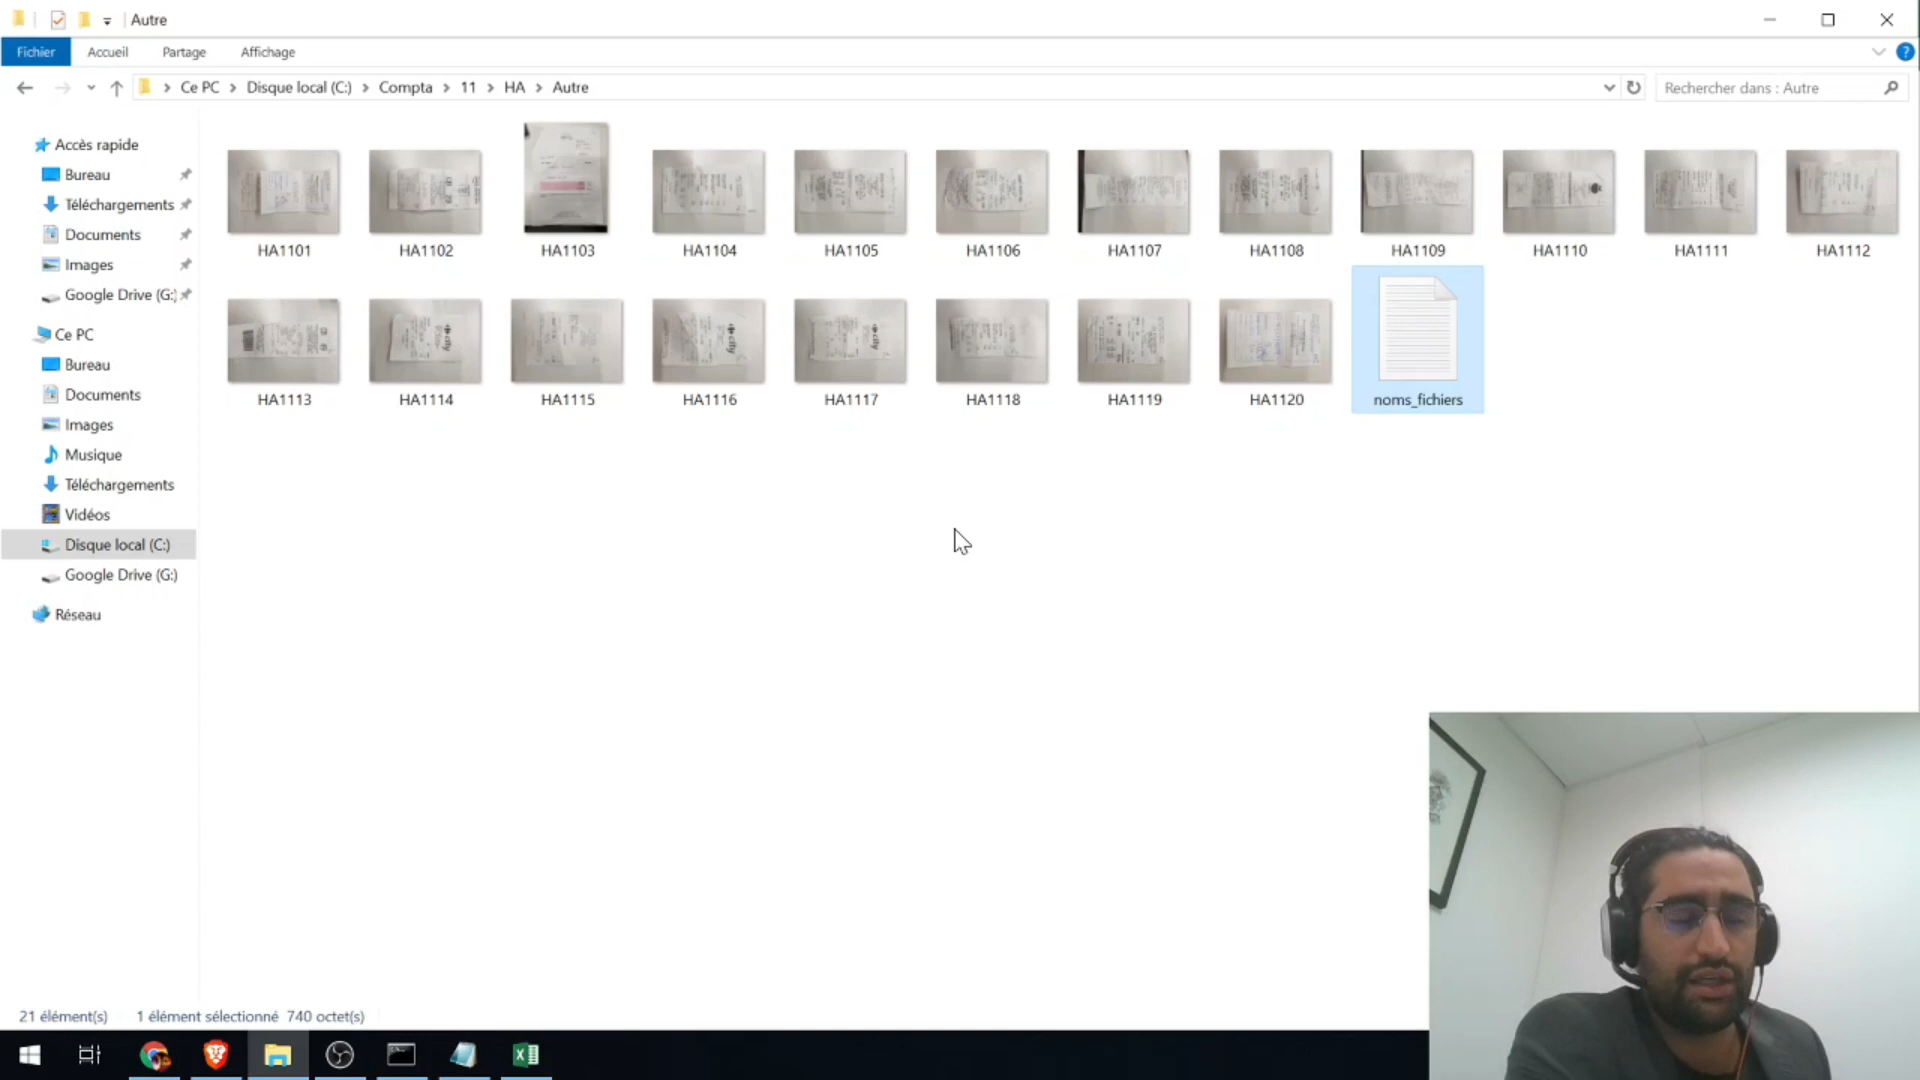 Autre
Fichier Accueil Partage Affichage
Ce PC Disque local (C:) Compta 11 HA Autre
Rechercher dans : Autre
Accès rapide
Bureau
Téléchargements
Documents
Images
Google Drive (G:)
Ce PC
Bureau
Documents
Images
Musique
Téléchargements
Vidéos
Disque local (C:)
Google Drive (G:)
Réseau
HA1101 HA1102 HA1103 HA1104 HA1105 HA1106 HA1107 HA1108 HA1109 HA1110 HA1111 HA1112
city city
HA1113 HA1114 HA1115 HA1116 HA1117 HA1118 HA1119 HA1120 noms_fichiers
21 élément(s) 1 élément sélectionné 740 octet(s)